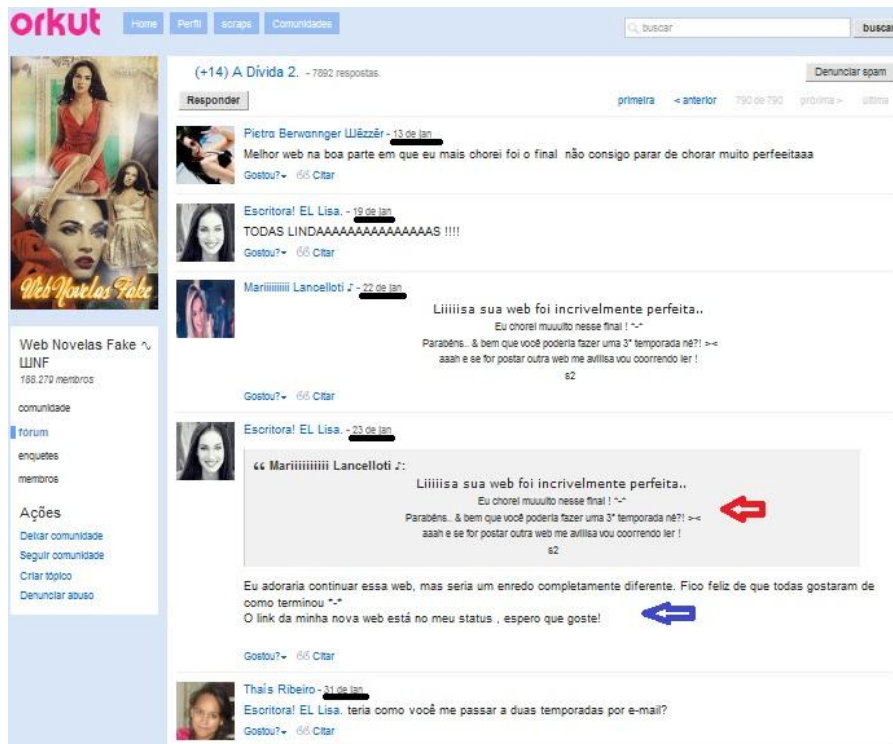 orkut
Home Perfil scraps Comunidades
buscar buscar
(+14) A Dívida 2. - 7892 respostas.
Denunciar spam
Responder
primeira < anterior 790 de 790 próxima > última
Pietra Berwannger Шêzzêr - 13 de jan
Melhor web na boa parte em que eu mais chorei foi o final não consigo parar de chorar muito perfeeitaaa
Gostou? Citar
Escritora! EL Lisa. - 19 de jan
TODAS LINDAAAAAAAAAAAAAAAS !!!!
Gostou? Citar
Mariiiiiiiiii Lancelloti ♪ - 22 de jan
Liiiiisa sua web foi incrivelmente perfeita..
Eu chorei muuuito nesse final ! ^-^
Parabéns.. & bem que você poderia fazer uma 3° temporada né?! >-<
aaah e se for postar outra web me aviiisa vou coorrendo ler !
s2
Gostou? Citar
Escritora! EL Lisa. - 23 de jan
Mariiiiiiiiii Lancelloti ♪:
Liiiiisa sua web foi incrivelmente perfeita..
Eu chorei muuuito nesse final ! ^-^
Parabéns.. & bem que você poderia fazer uma 3° temporada né?! >-<
aaah e se for postar outra web me aviiisa vou coorrendo ler !
s2
Eu adoraria continuar essa web, mas seria um enredo completamente diferente. Fico feliz de que todas gostaram de
como terminou *-*
O link da minha nova web está no meu status , espero que goste!
Gostou? Citar
Thaís Ribeiro - 31 de jan
Escritora! EL Lisa. teria como você me passar a duas temporadas por e-mail?
Gostou? Citar
Web Novelas Fake
Web Novelas Fake ∿
ШNF
188.270 membros
comunidade
fórum
enquetes
membros
Ações
Deixar comunidade
Seguir comunidade
Criar tópico
Denunciar abuso